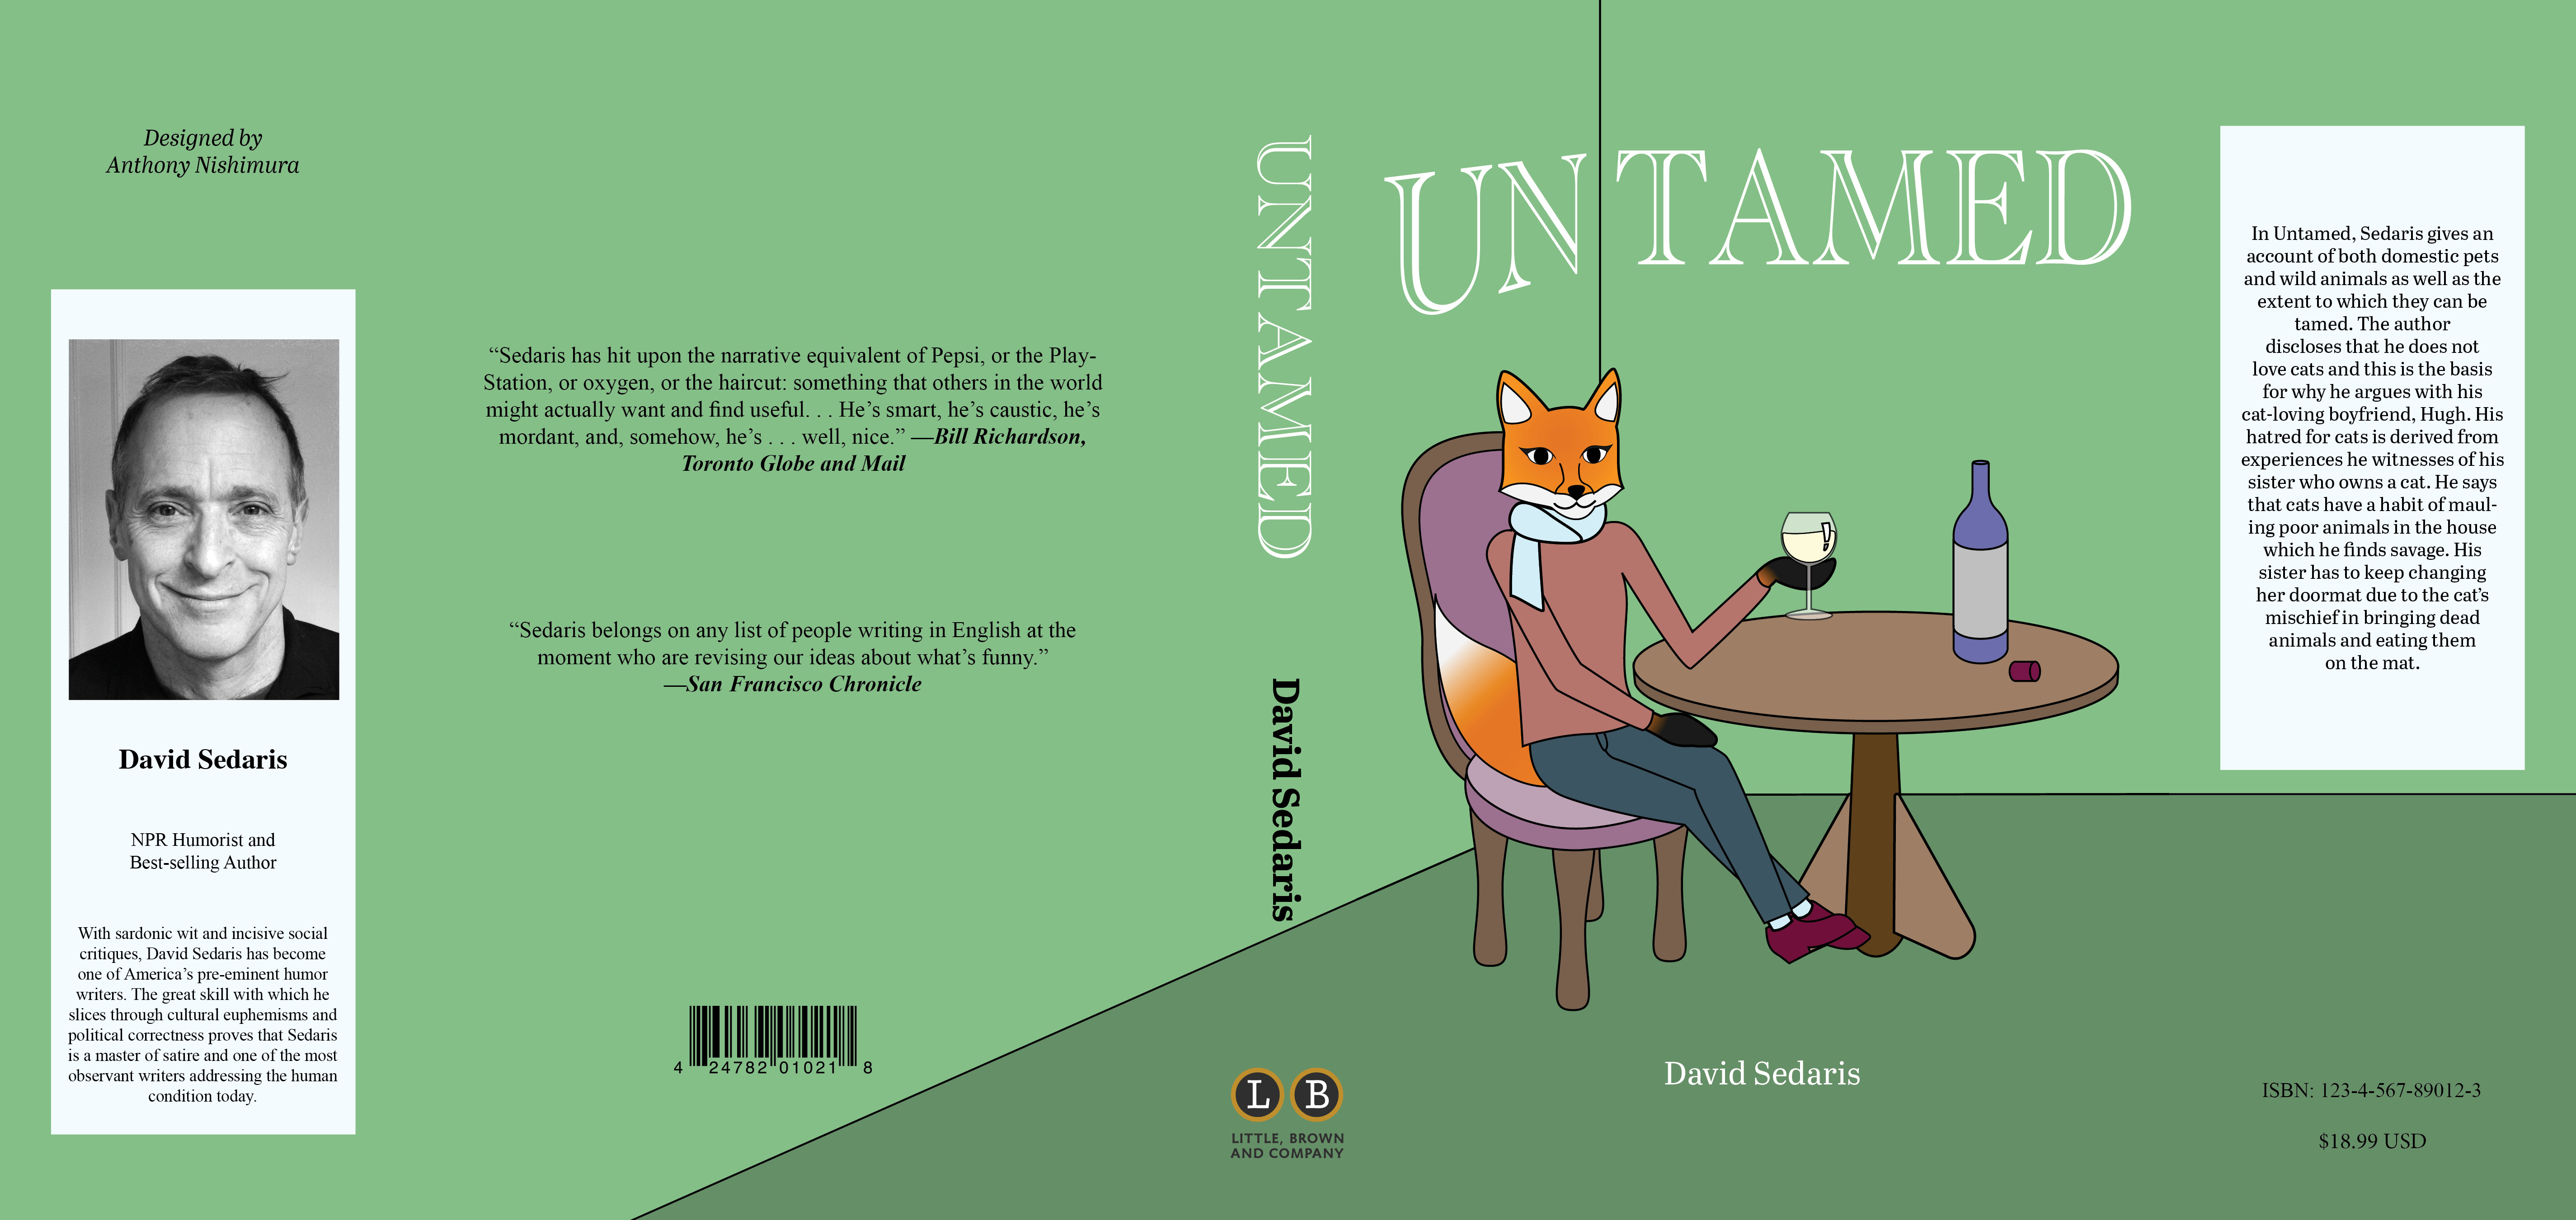 Designed by
Anthony Nishimura
David Sedaris
NPR Humorist and
Best-selling Author
With sardonic wit and incisive social
critiques, David Sedaris has become
one of America’s pre-eminent humor
writers. The great skill with which he
slices through cultural euphemisms and
political correctness proves that Sedaris
is a master of satire and one of the most
observant writers addressing the human
condition today.
“Sedaris has hit upon the narrative equivalent of Pepsi, or the Play-
Station, or oxygen, or the haircut: something that others in the world
might actually want and find useful. . . He’s smart, he’s caustic, he’s
mordant, and, somehow, he’s . . . well, nice.” —Bill Richardson,
Toronto Globe and Mail
“Sedaris belongs on any list of people writing in English at the
moment who are revising our ideas about what’s funny.”
—San Francisco Chronicle
4 24782 01021 8
UNTAMED
David Sedaris
L B
LITTLE, BROWN
AND COMPANY
UNTAMED
David Sedaris
In Untamed, Sedaris gives an
account of both domestic pets
and wild animals as well as the
extent to which they can be
tamed. The author
discloses that he does not
love cats and this is the basis
for why he argues with his
cat-loving boyfriend, Hugh. His
hatred for cats is derived from
experiences he witnesses of his
sister who owns a cat. He says
that cats have a habit of maul-
ing poor animals in the house
which he finds savage. His
sister has to keep changing
her doormat due to the cat’s
mischief in bringing dead
animals and eating them
on the mat.
ISBN: 123-4-567-89012-3
$18.99 USD